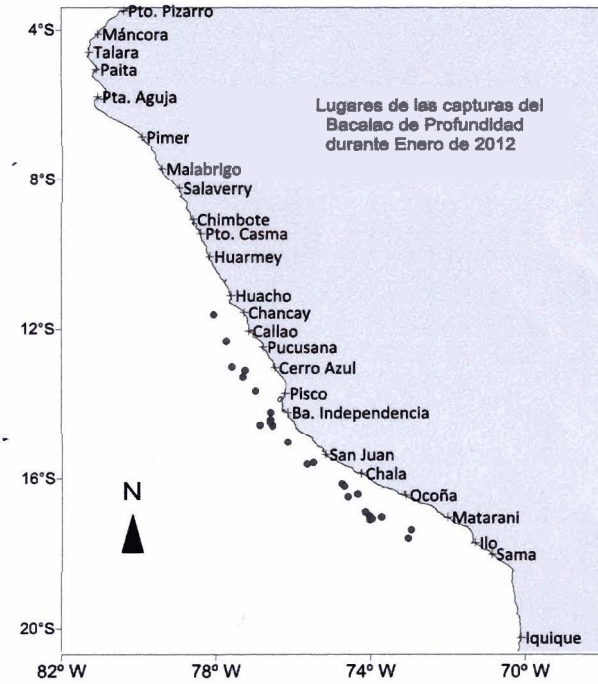 Pto. Pizarro
4°S
Máncora
Talara
Paita
Pta. Aguja
Lugares de las capturas del
Bacalao de Profundidad
durante Enero de 2012
Pimer
Malabrigo
8°S
Salaverry
Chimbote
Pto. Casma
Huarmey
Huacho
Chancay
12°S
Callao
Pucusana
Cerro Azul
Pisco
Ba. Independencia
San Juan
16°S
Chala
N
Ocoña
Matarani
Ilo
Sama
20°S
Iquique
82° W
78° W
74° W
70° W